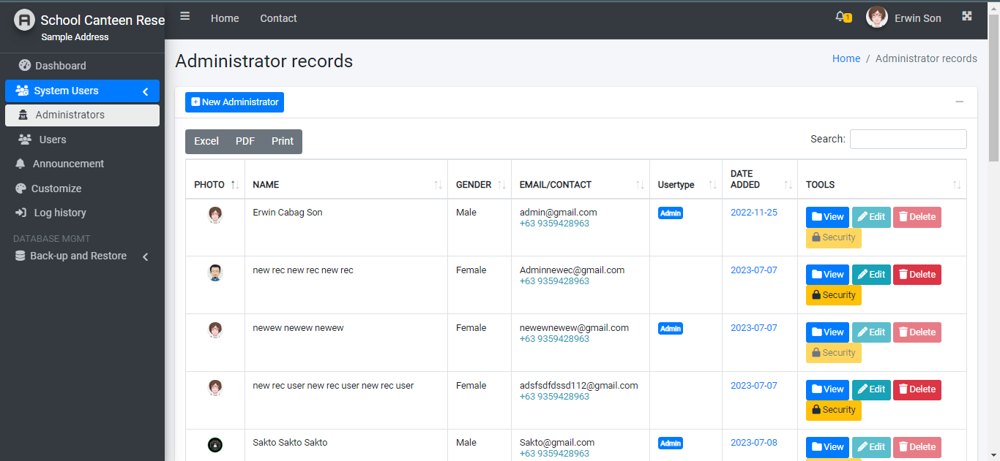 School Canteen Rese
Sample Address
Home
Contact
1
Erwin Son
Dashboard
System Users
Administrators
Users
Announcement
Customize
Log history
DATABASE MGMT
Back-up and Restore
Administrator records
Home / Administrator records
New Administrator
Excel PDF Print
Search:
PHOTO NAME GENDER EMAIL/CONTACT Usertype DATE ADDED TOOLS
Erwin Cabag Son Male admin@gmail.com Admin 2022-11-25 View Edit Delete
+63 9359428963 Security
new rec new rec new rec Female Adminnewec@gmail.com 2023-07-07 View Edit Delete
+63 9359428963 Security
newew newew newew Female newewnewew@gmail.com Admin 2023-07-07 View Edit Delete
+63 9359428963 Security
new rec user new rec user new rec user Female adsfsdfdssd112@gmail.com 2023-07-07 View Edit Delete
+63 9359428963 Security
Sakto Sakto Sakto Male Sakto@gmail.com Admin 2023-07-08 View Edit Delete
+63 9359428963